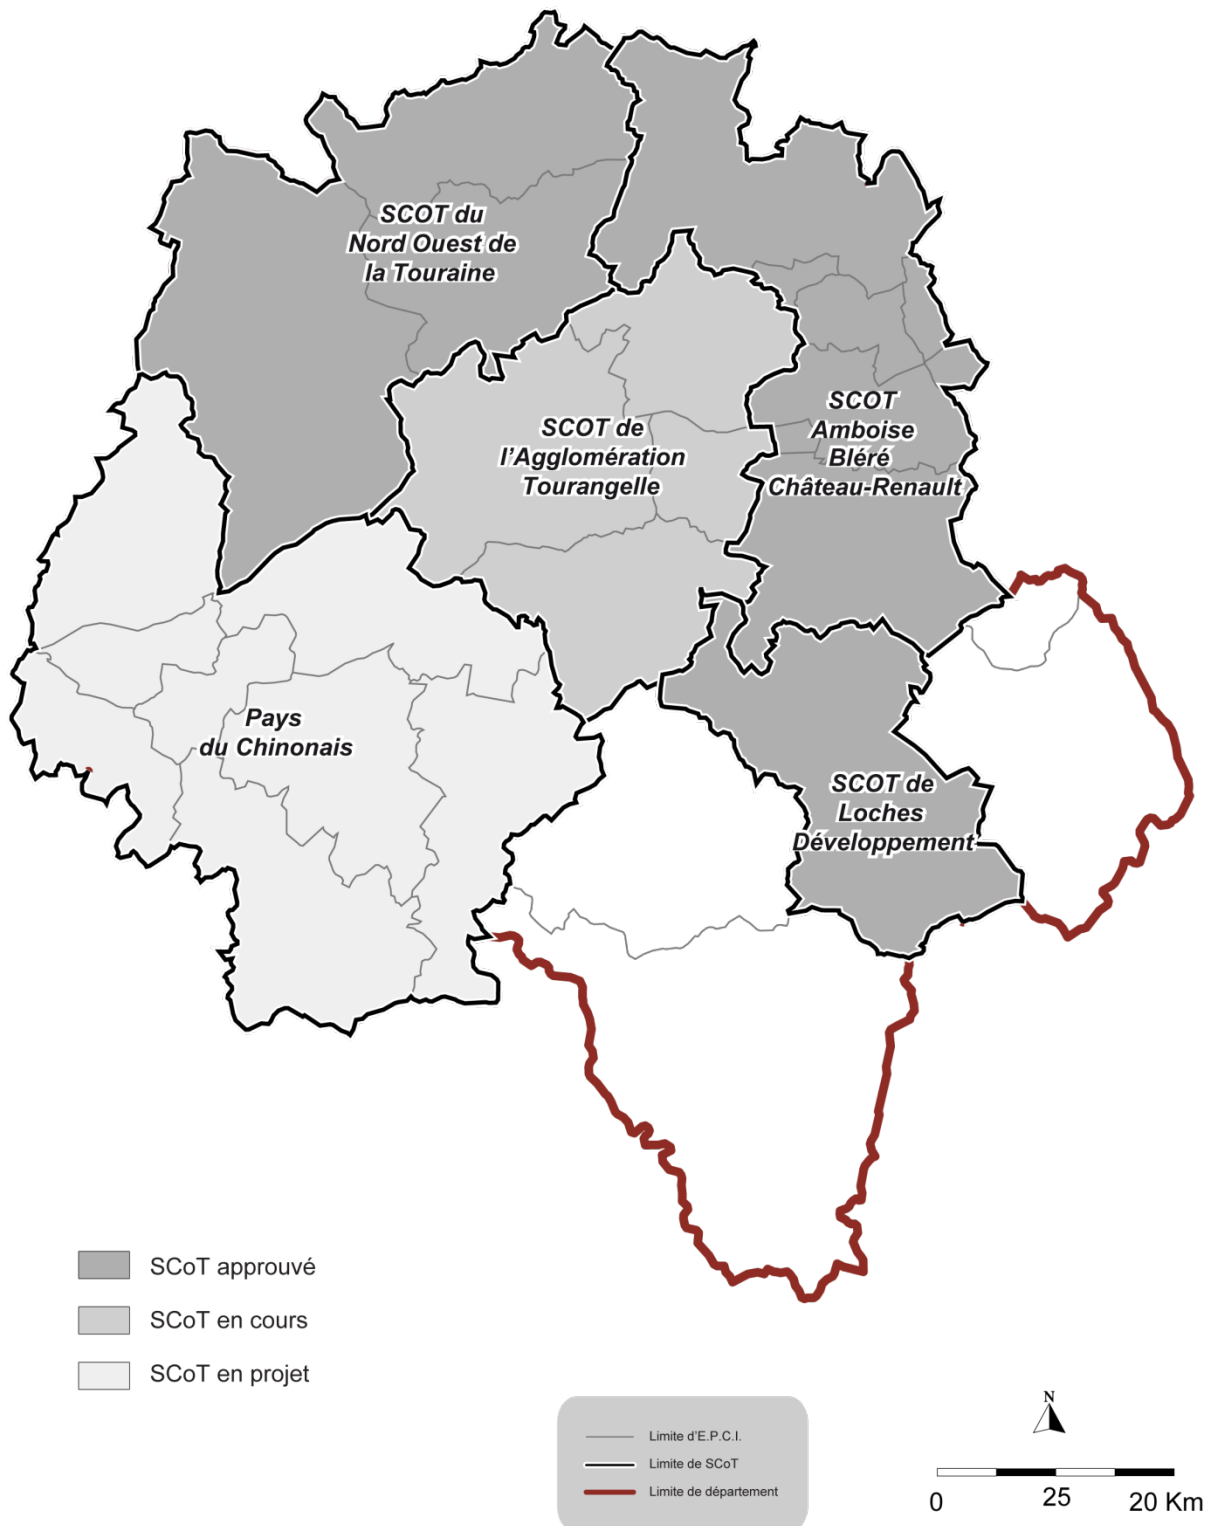 SCOT du
Nord Ouest de
la Touraine
SCOT de
l'Agglomération
Tourangelle
SCOT
Amboise
Bléré
Château-Renault
Pays
du Chinonais
SCOT de
Loches
Développement
SCoT approuvé
SCoT en cours
SCoT en projet
Limite d'E.P.C.I.
Limite de SCoT
Limite de département
N
0 25 20 Km